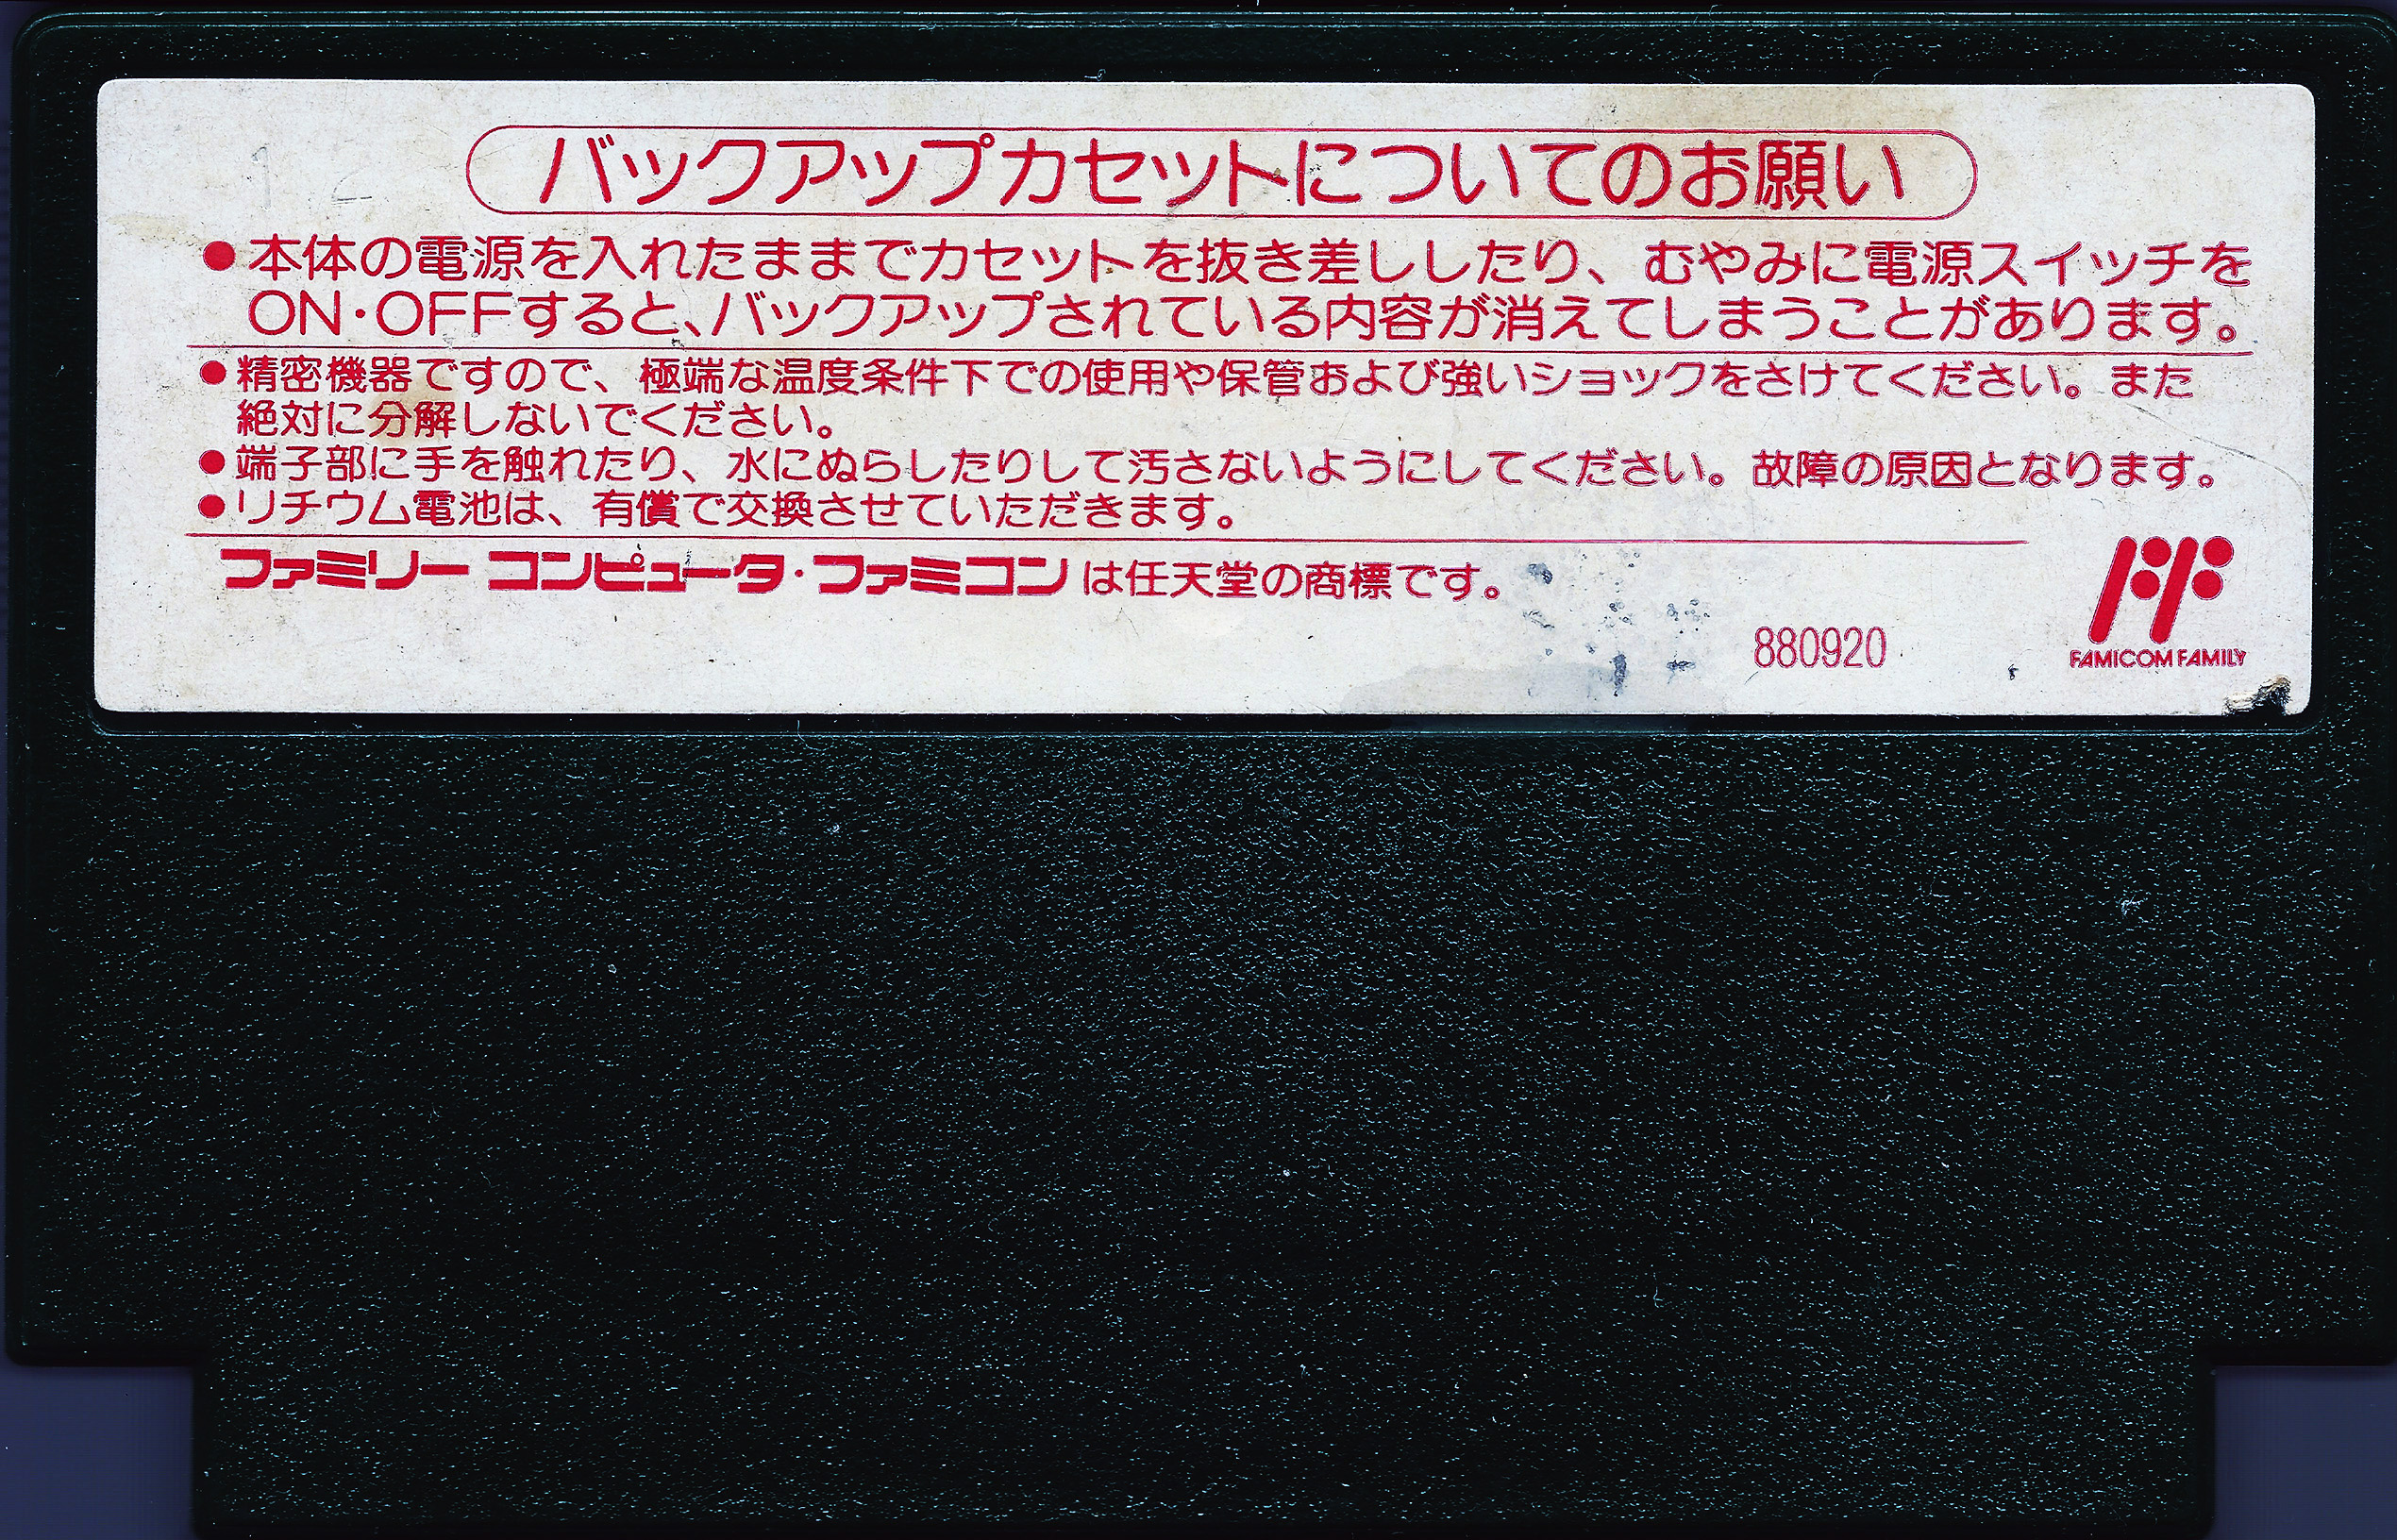 バックアップカセットについてのお願い
●本体の電源を入れたままでカセットを抜き差ししたり、むやみに電源スイッチを
ON・OFFすると、バックアップされている内容が消えてしまうことがあります。
●精密機器ですので、極端な温度条件下での使用や保管および強いショックをさけてください。また
絶対に分解しないでください。
●端子部に手を触れたり、水にぬらしたりして汚さないようにしてください。故障の原因となります。
●リチウム電池は、有償で交換させていただきます。
ファミリーコンピュータ・ファミコンは任天堂の商標です。
880920
FAMICOM FAMILY